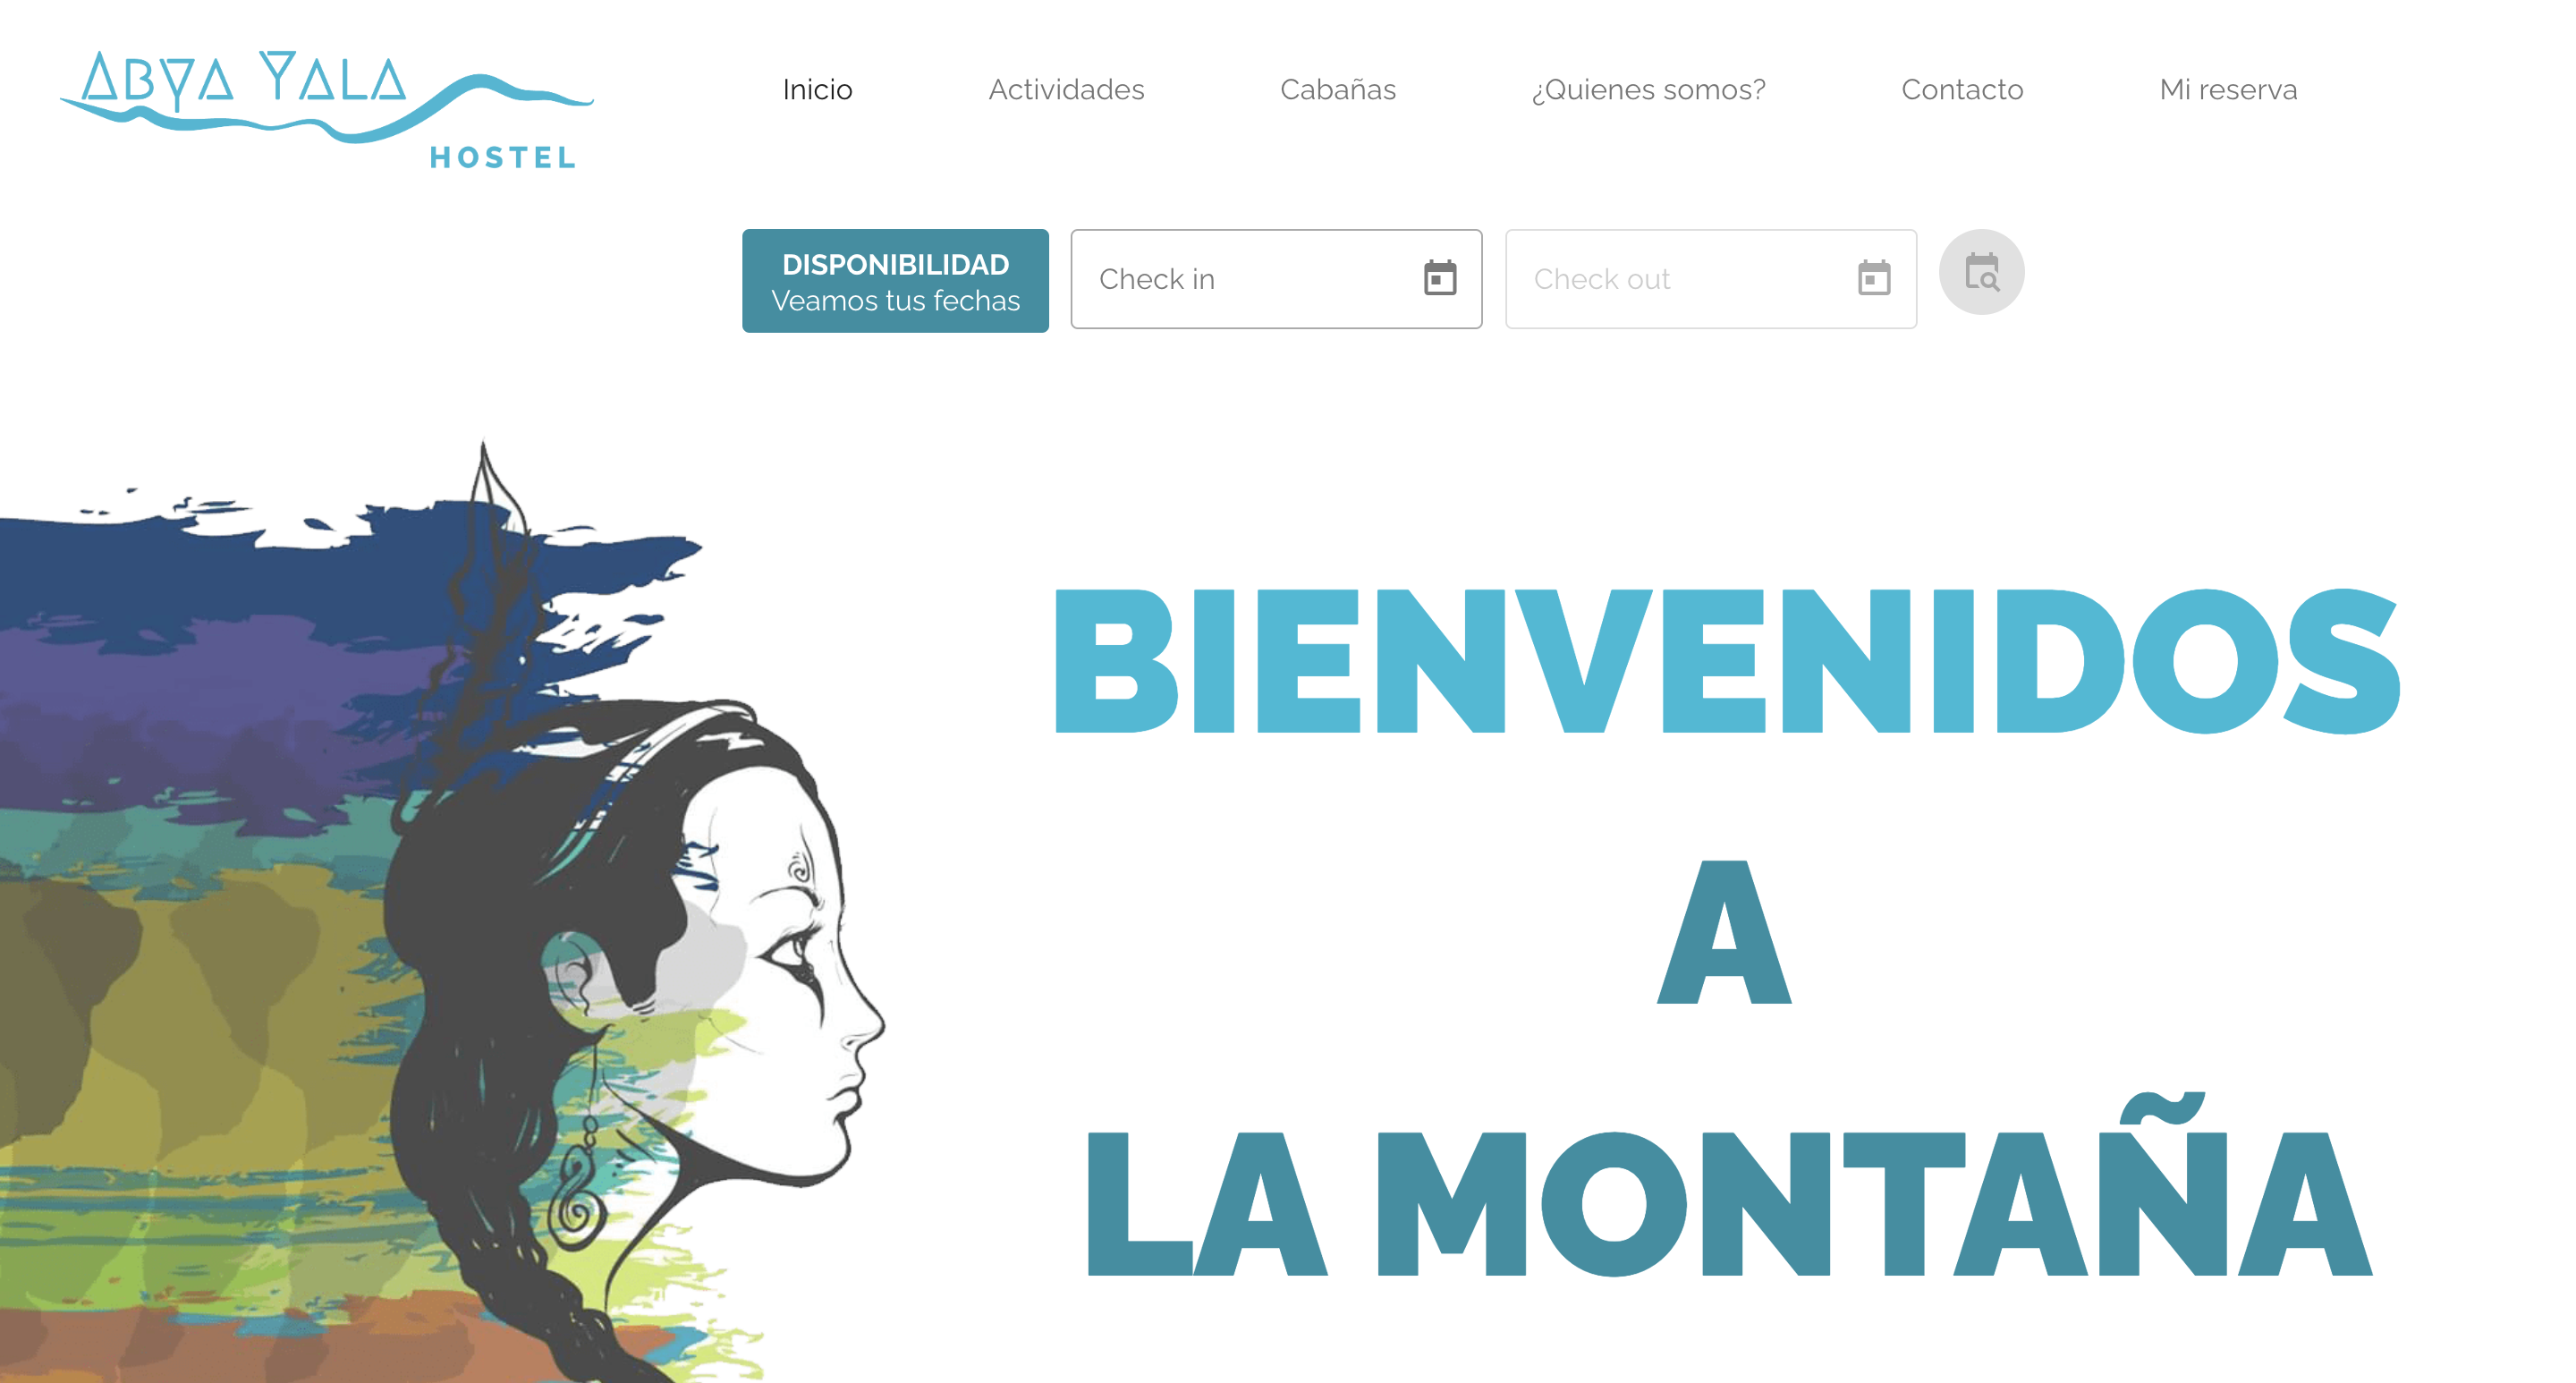 ABYA YALA
HOSTEL
Inicio
Actividades
Cabañas
¿Quienes somos?
Contacto
Mi reserva
DISPONIBILIDAD
Veamos tus fechas
Check in
Check out
BIENVENIDOS
A
LA MONTAÑA